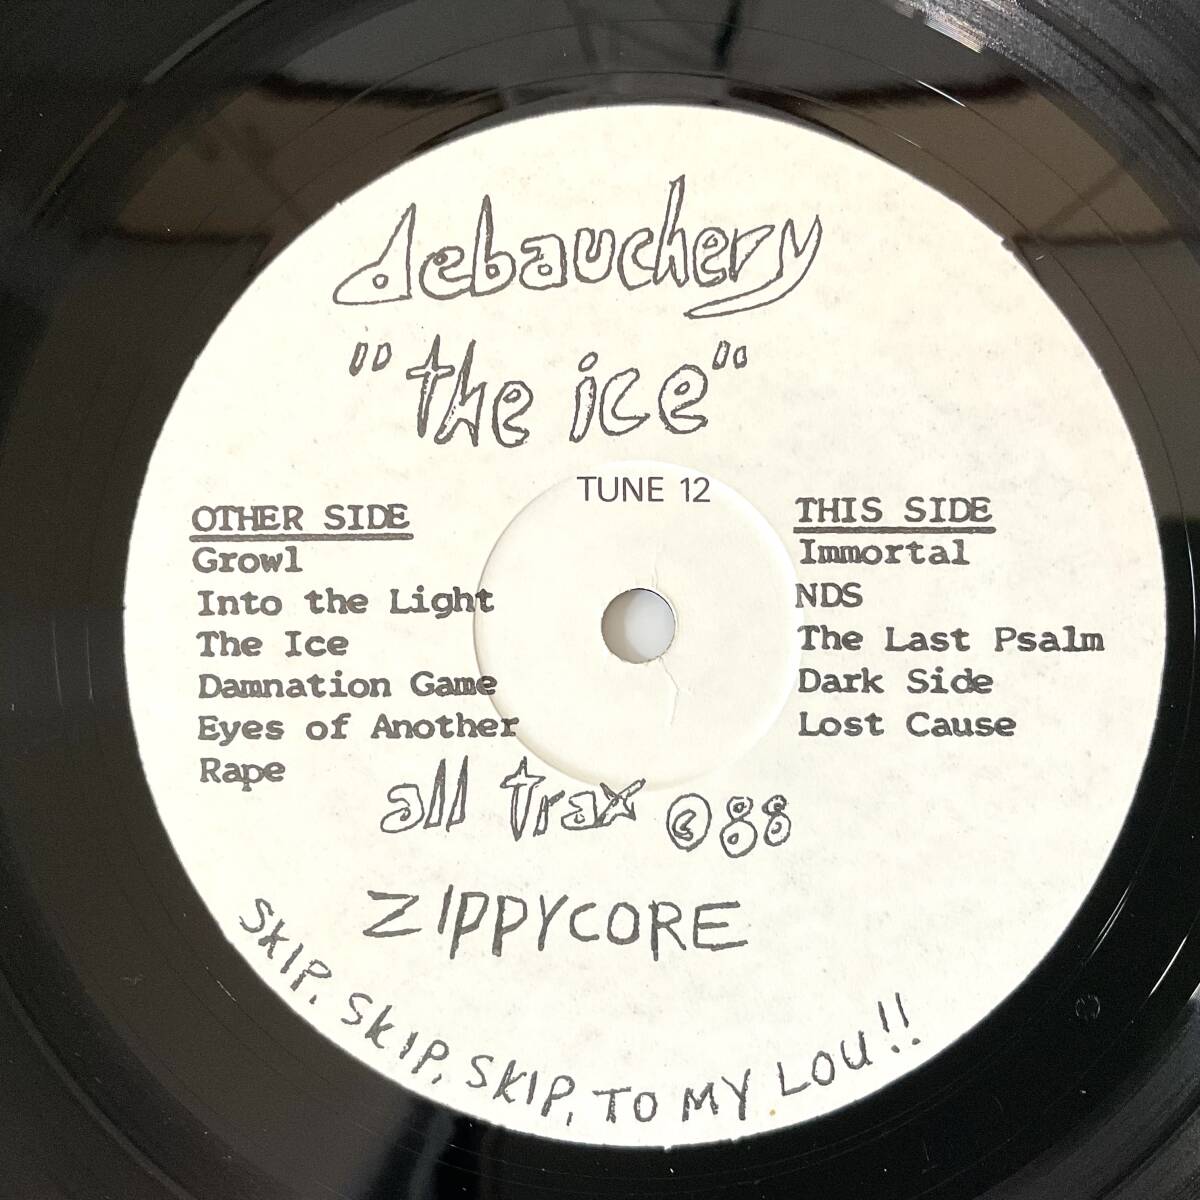 debauchery
"the ice"
TUNE 12
OTHER SIDE
Growl
Into the Light
The Ice
Damnation Game
Eyes of Another
Rape
THIS SIDE
Immortal
NDS
The Last Psalm
Dark Side
Lost Cause
all trax © 88
ZIPPYCORE
SKIP, SKIP, SKIP, TO MY LOU!!